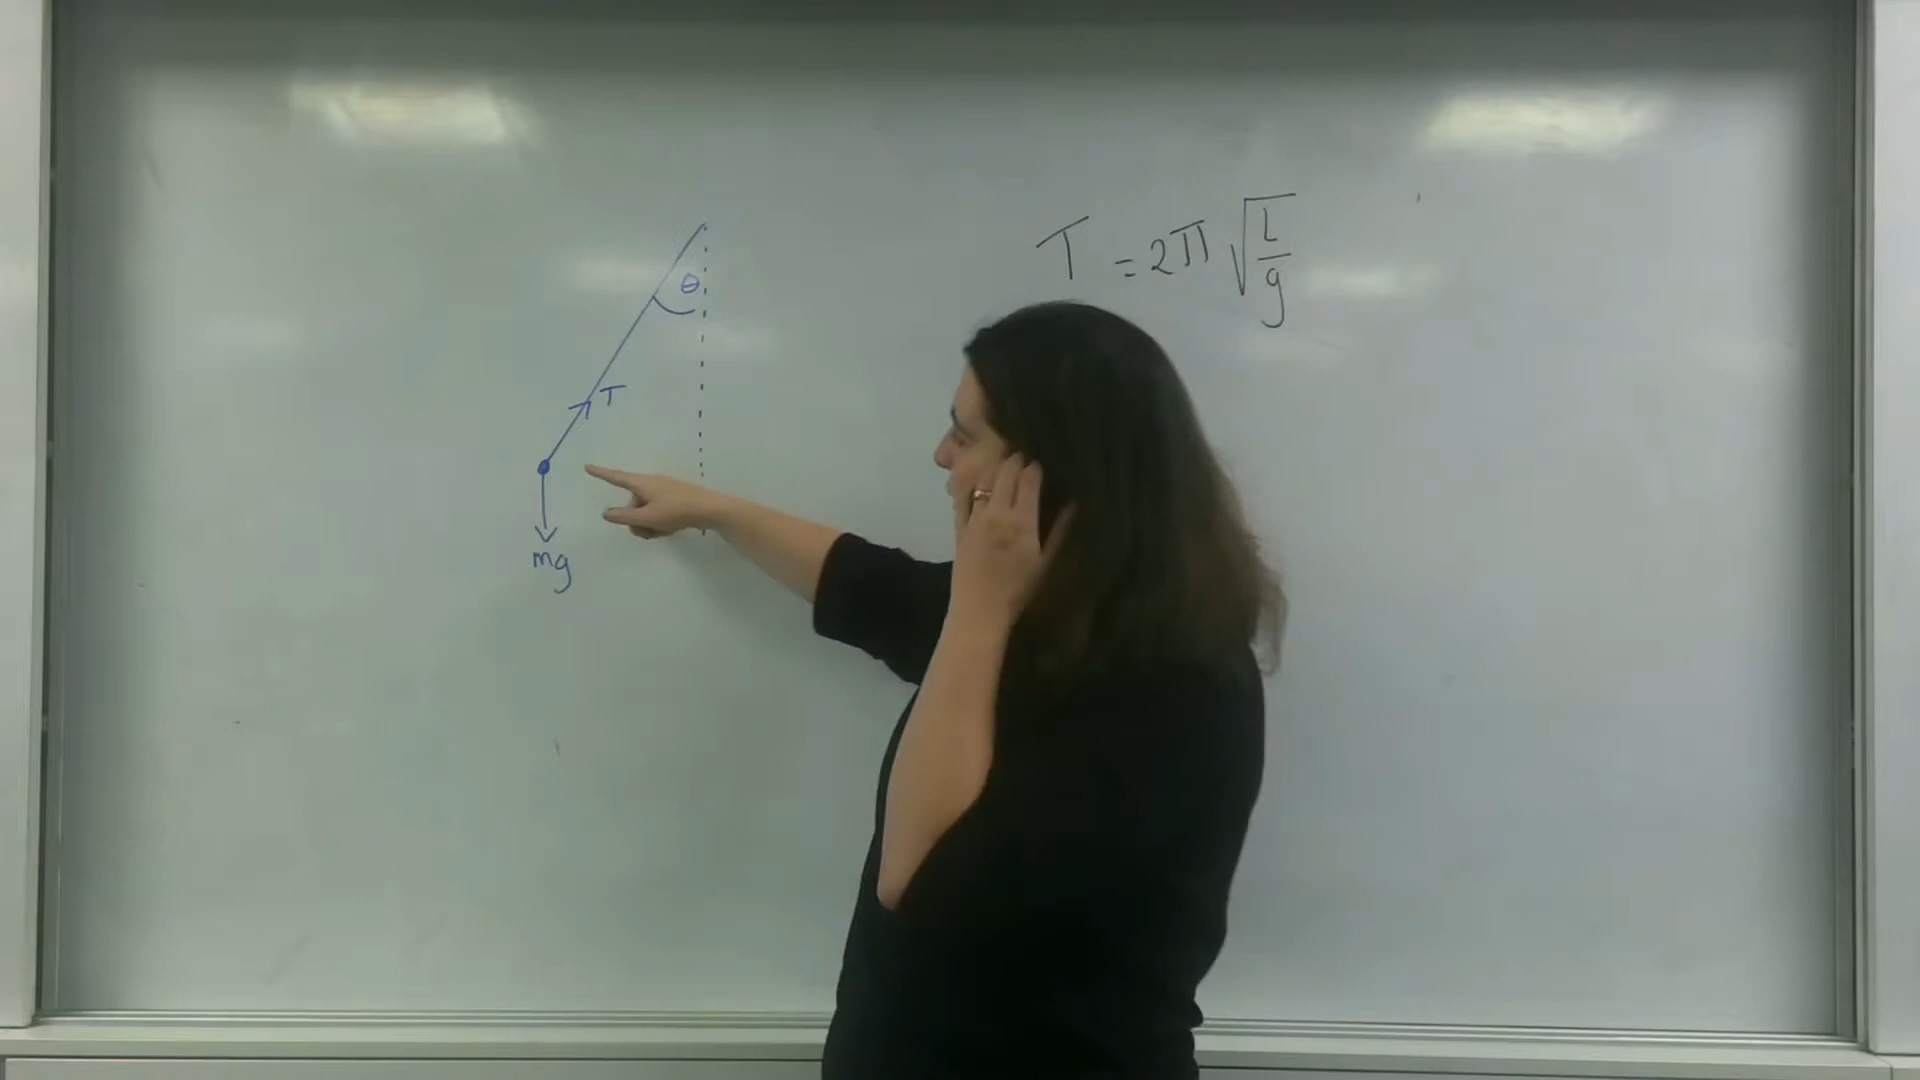 θ
T
mg
T = 2π √(L/g)